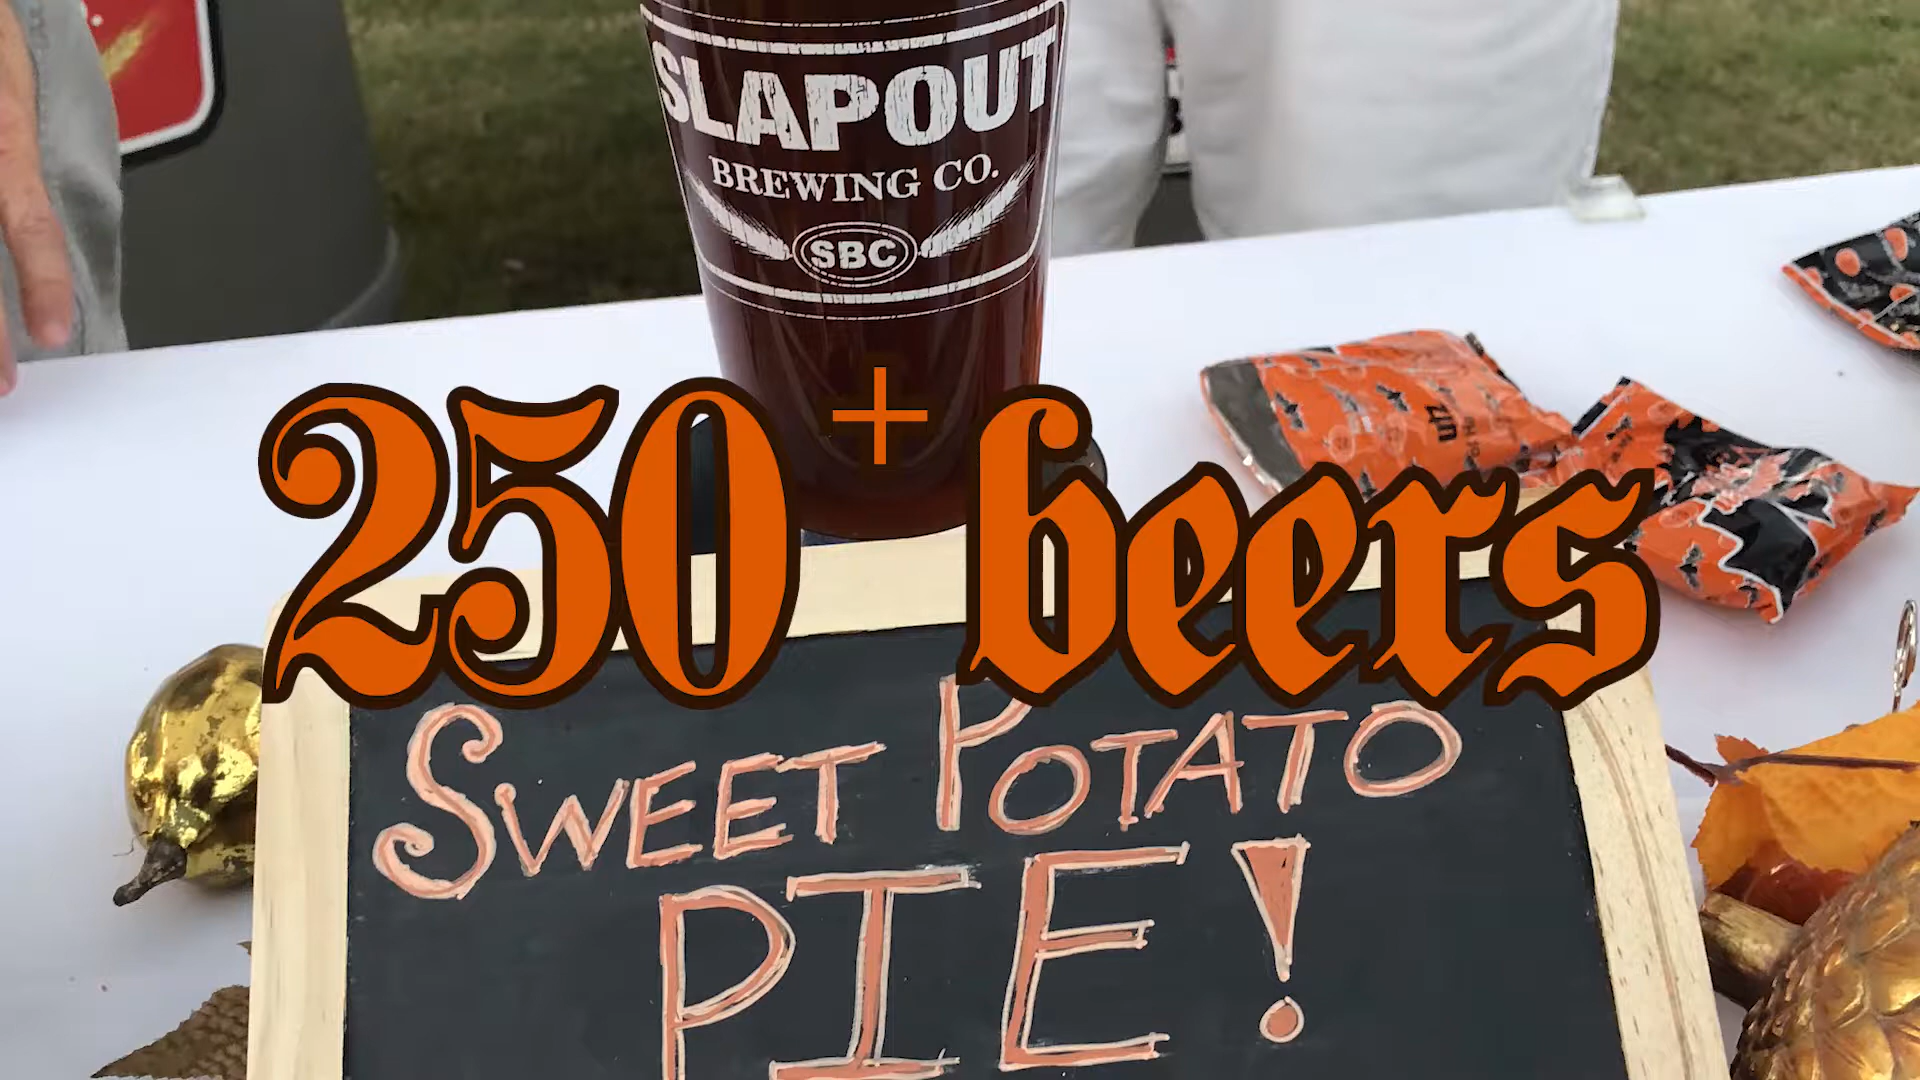 SLAPOUT
BREWING CO.
SBC
250+ beers
SWEET POTATO
PIE!